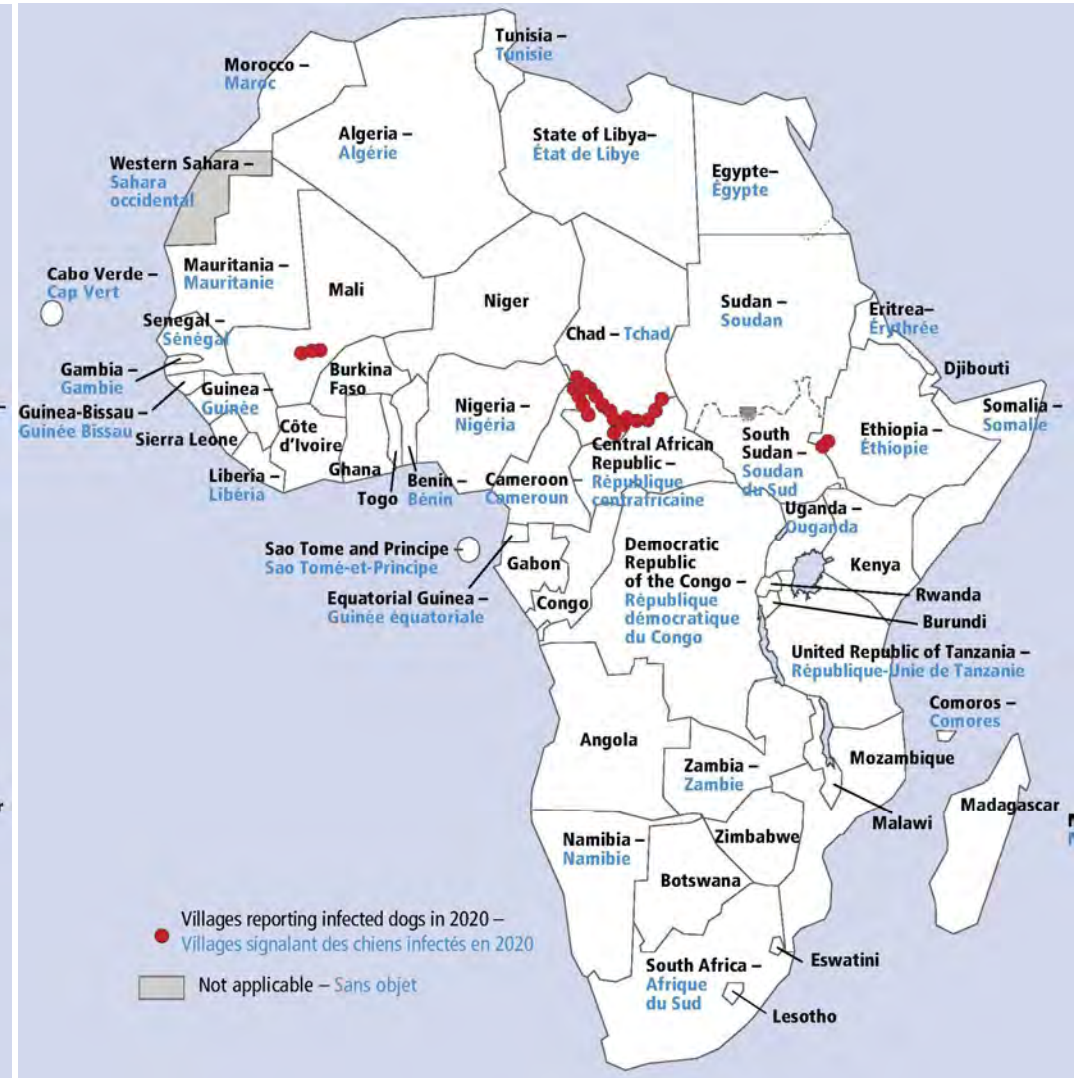 Tunisia –
Tunisie
Morocco –
Maroc
Algeria –
Algérie
State of Libya–
État de Libye
Western Sahara –
Sahara
occidental
Egypte–
Égypte
Cabo Verde –
Cap Vert
Mauritania –
Mauritanie
Mali
Niger
Chad – Tchad
Sudan –
Soudan
Eritrea–
Érythrée
Senegal –
Sénégal
Gambia –
Gambie
Burkina
Faso
Djibouti
Guinea-Bissau –
Guinée Bissau
Guinea –
Guinée
Nigeria –
Nigéria
Somalia –
Somalie
Sierra Leone
Côte
d'Ivoire
Central African
Republic –
République
centrafricaine
South
Sudan –
Soudan
du Sud
Ethiopia –
Éthiopie
Liberia –
Libéria
Ghana
Togo
Benin –
Bénin
Cameroon –
Cameroun
Uganda –
Ouganda
Kenya
Sao Tome and Principe –
Sao Tomé-et-Principe
Gabon
Democratic
Republic
of the Congo –
République
démocratique
du Congo
Equatorial Guinea –
Guinée équatoriale
Congo
Rwanda
Burundi
United Republic of Tanzania –
République-Unie de Tanzanie
Comoros –
Comores
Angola
Zambia –
Zambie
Mozambique
Malawi
Madagascar
Namibia –
Namibie
Zimbabwe
Botswana
Villages reporting infected dogs in 2020 –
Villages signalant des chiens infectés en 2020
Not applicable – Sans objet
South Africa –
Afrique
du Sud
Eswatini
Lesotho